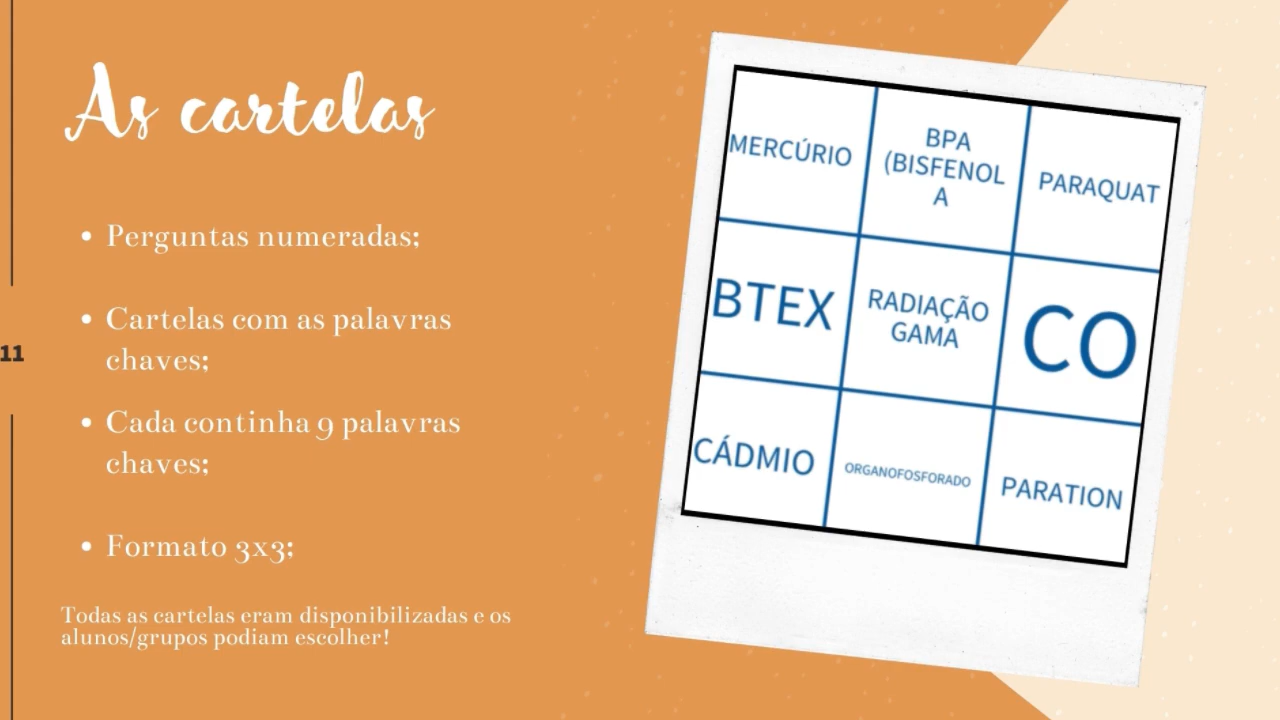 As cartelas
Perguntas numeradas;
Cartelas com as palavras
chaves;
11
Cada continha 9 palavras
chaves;
Formato 3x3;
Todas as cartelas eram disponibilizadas e os
alunos/grupos podiam escolher!
MERCÚRIO
BPA
(BISFENOL
A
PARAQUAT
BTEX
RADIAÇÃO
GAMA
CO
CÁDMIO
ORGANOFOSFORADO
PARATION